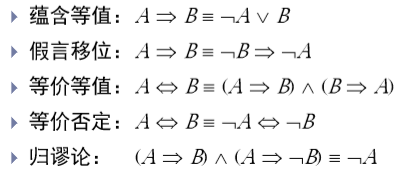 蕴含等值：A ⇒ B ≡ ¬A ∨ B
假言移位：A ⇒ B ≡ ¬B ⇒ ¬A
等价等值：A ⇔ B ≡ (A ⇒ B) ∧ (B ⇒ A)
等价否定：A ⇔ B ≡ ¬A ⇔ ¬B
归谬论： (A ⇒ B) ∧ (A ⇒ ¬B) ≡ ¬A